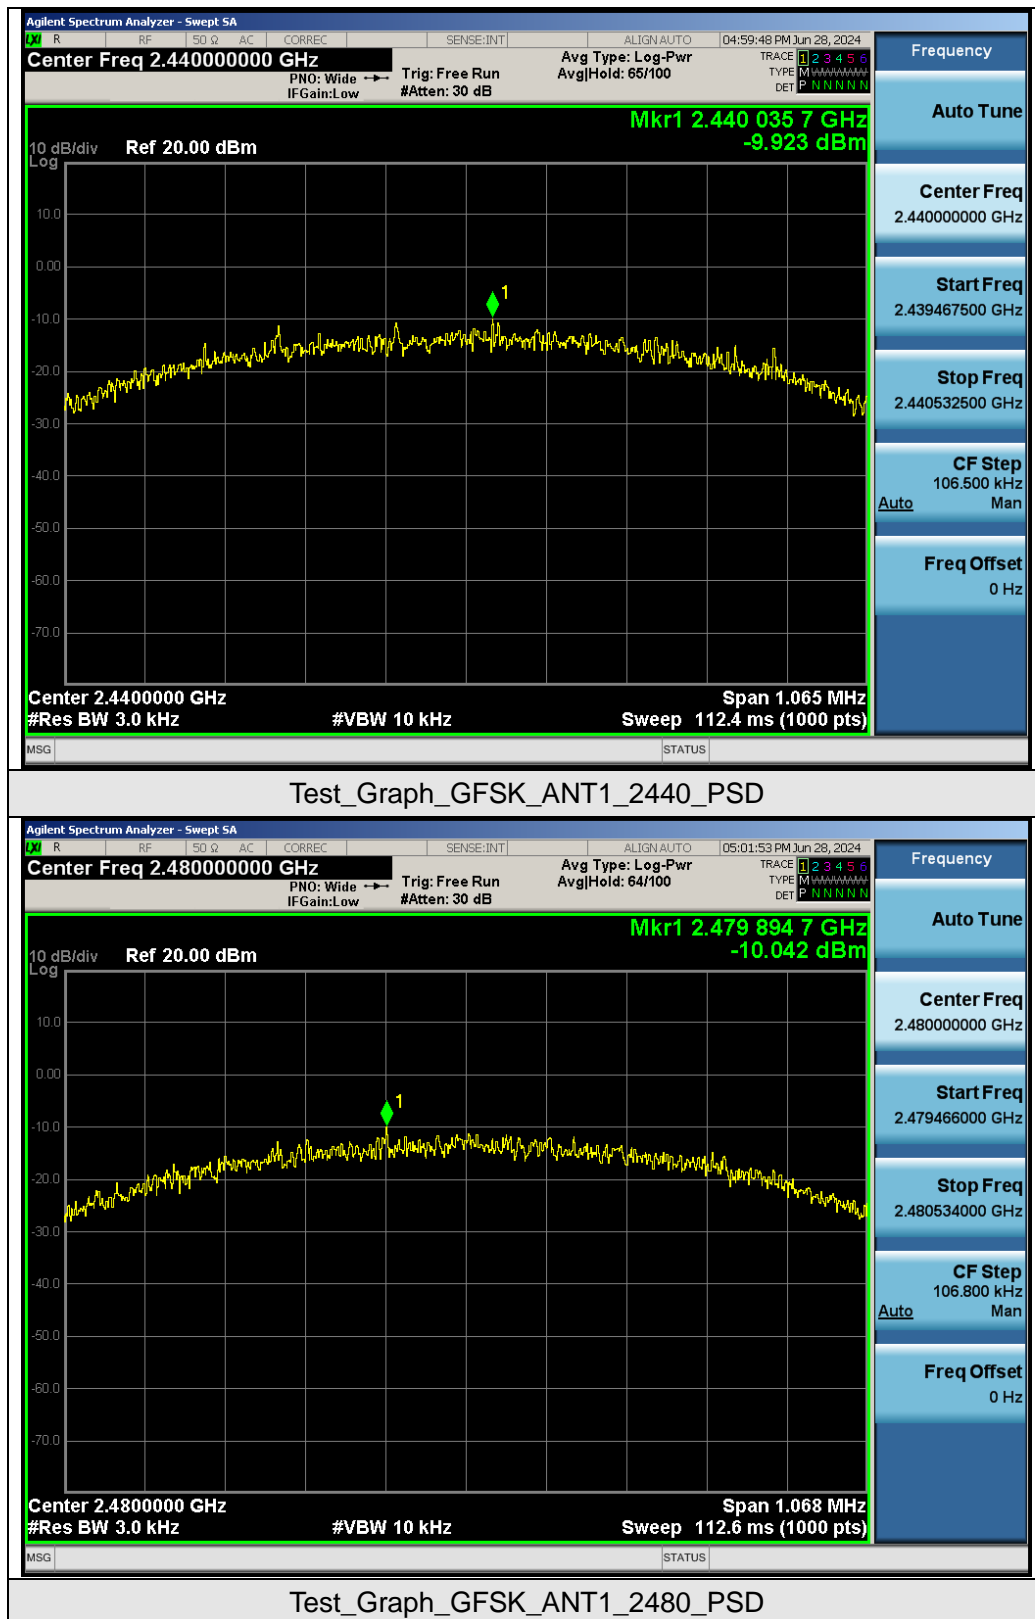 Agilent Spectrum Analyzer - Swept SA
LXI R RF 50 Ω AC CORREC SENSE:INT ALIGN AUTO 04:59:48 PM Jun 28, 2024
Center Freq 2.440000000 GHz
PNO: Wide
IFGain:Low
Trig: Free Run
#Atten: 30 dB
Avg Type: Log-Pwr
Avg|Hold: 65/100
TRACE 1 2 3 4 5 6
TYPE M W W W W W
DET P N N N N N
Mkr1 2.440 035 7 GHz
-9.923 dBm
10 dB/div Ref 20.00 dBm
Log
10.0
0.00
-10.0
-20.0
-30.0
-40.0
-50.0
-60.0
-70.0
1
Center 2.4400000 GHz Span 1.065 MHz
#Res BW 3.0 kHz #VBW 10 kHz Sweep 112.4 ms (1000 pts)
MSG STATUS
Frequency
Auto Tune
Center Freq
2.440000000 GHz
Start Freq
2.439467500 GHz
Stop Freq
2.440532500 GHz
CF Step
106.500 kHz
Auto Man
Freq Offset
0 Hz
Test_Graph_GFSK_ANT1_2440_PSD
Agilent Spectrum Analyzer - Swept SA
LXI R RF 50 Ω AC CORREC SENSE:INT ALIGN AUTO 05:01:53 PM Jun 28, 2024
Center Freq 2.480000000 GHz
PNO: Wide
IFGain:Low
Trig: Free Run
#Atten: 30 dB
Avg Type: Log-Pwr
Avg|Hold: 64/100
TRACE 1 2 3 4 5 6
TYPE M W W W W W
DET P N N N N N
Mkr1 2.479 894 7 GHz
-10.042 dBm
10 dB/div Ref 20.00 dBm
Log
10.0
0.00
-10.0
-20.0
-30.0
-40.0
-50.0
-60.0
-70.0
1
Center 2.4800000 GHz Span 1.068 MHz
#Res BW 3.0 kHz #VBW 10 kHz Sweep 112.6 ms (1000 pts)
MSG STATUS
Frequency
Auto Tune
Center Freq
2.480000000 GHz
Start Freq
2.479466000 GHz
Stop Freq
2.480534000 GHz
CF Step
106.800 kHz
Auto Man
Freq Offset
0 Hz
Test_Graph_GFSK_ANT1_2480_PSD